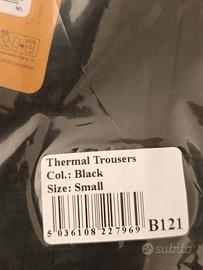 S
Thermal Trousers
Col.: Black
Size: Small
5 036108 227969
B121
subito